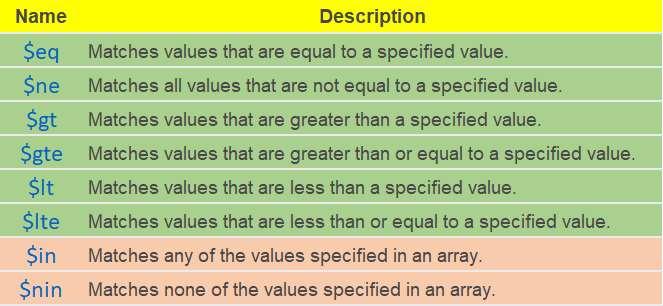 Name Description
$eq Matches values that are equal to a specified value.
$ne Matches all values that are not equal to a specified value.
$gt Matches values that are greater than a specified value.
$gte Matches values that are greater than or equal to a specified value.
$lt Matches values that are less than a specified value.
$lte Matches values that are less than or equal to a specified value.
$in Matches any of the values specified in an array.
$nin Matches none of the values specified in an array.